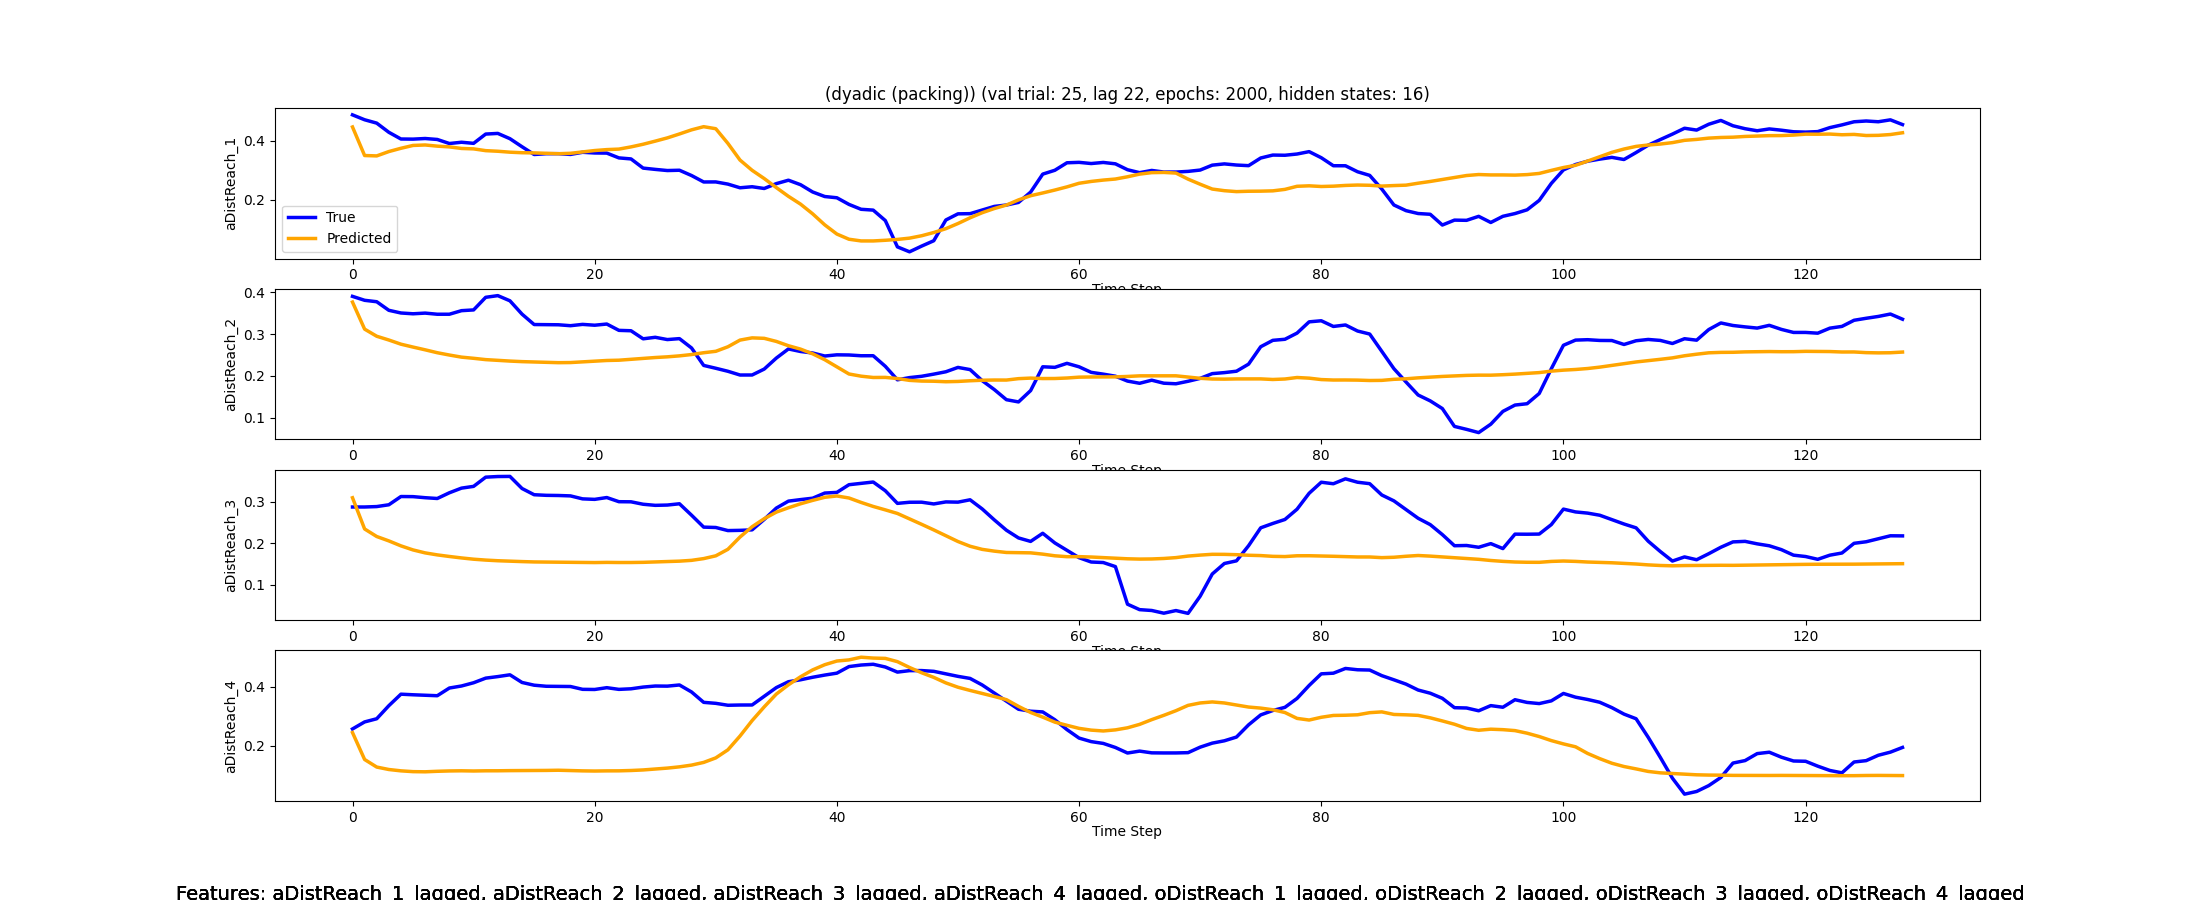 (dyadic (packing)) (val trial: 25, lag 22, epochs: 2000, hidden states: 16)
aDistReach_1
0.4
0.2
True
Predicted
0 20 40 60 80 100 120
Time Step
aDistReach_2
0.4
0.3
0.2
0.1
0 20 40 60 80 100 120
Time Step
aDistReach_3
0.3
0.2
0.1
0 20 40 60 80 100 120
Time Step
aDistReach_4
0.4
0.2
0 20 40 60 80 100 120
Time Step
Features: aDistReach_1_lagged, aDistReach_2_lagged, aDistReach_3_lagged, aDistReach_4_lagged, oDistReach_1_lagged, oDistReach_2_lagged, oDistReach_3_lagged, oDistReach_4_lagged